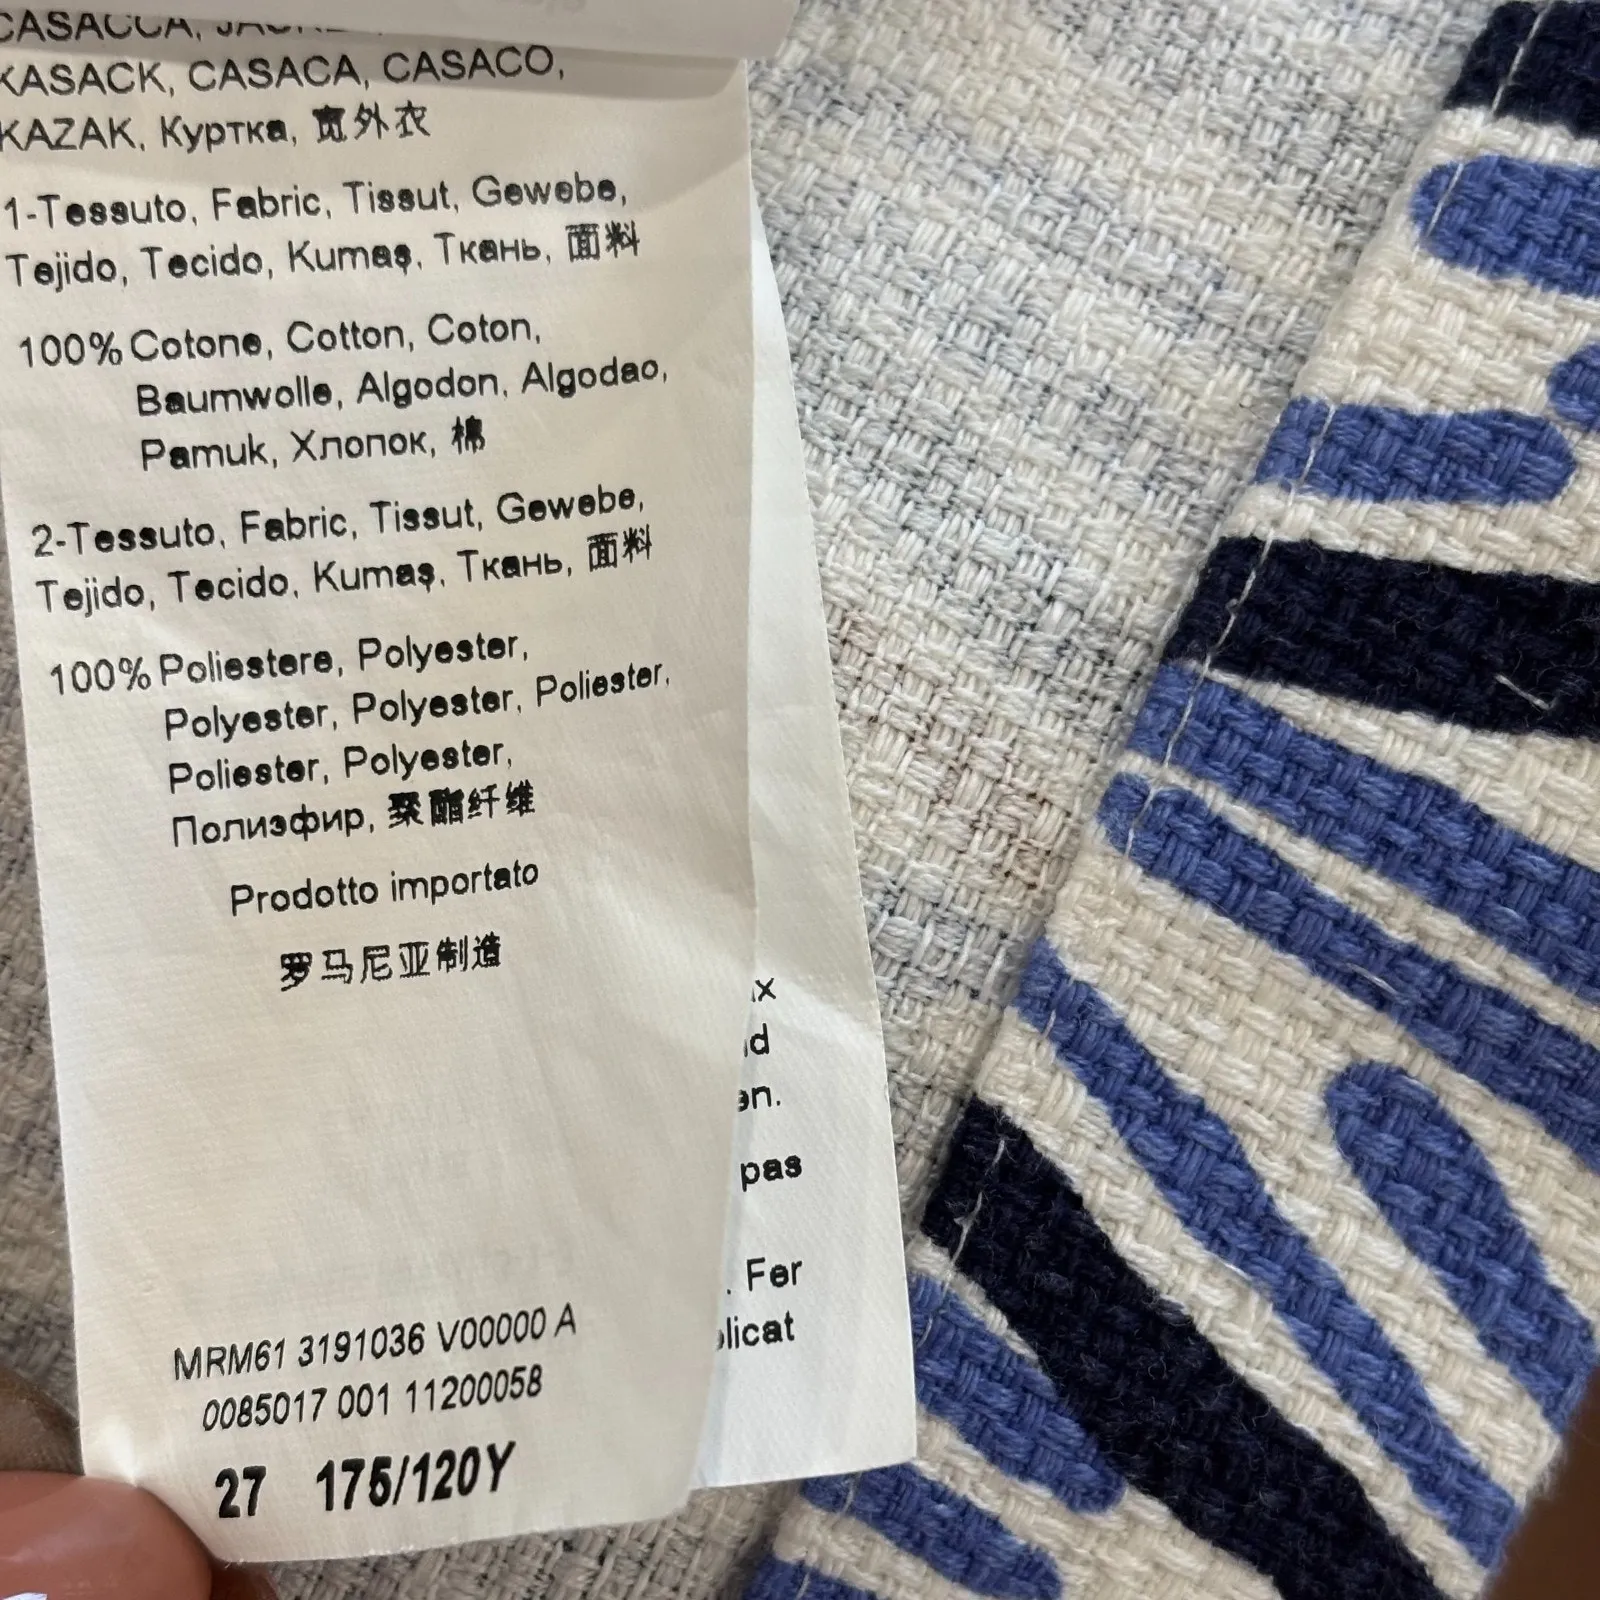 CASACCA,
KASACK, CASACA, CASACO,
KAZAK, Куртка, 宽外衣
1-Tessuto, Fabric, Tissut, Gewebe,
Tejido, Tecido, Kumaş, Ткань, 面料
100% Cotone, Cotton, Coton,
Baumwolle, Algodon, Algodao,
Pamuk, Хлопок, 棉
2-Tessuto, Fabric, Tissut, Gewebe,
Tejido, Tecido, Kumaş, Ткань, 面料
100% Poliestere, Polyester,
Polyester, Polyester, Poliester,
Poliester, Polyester,
Полиэфир, 聚酯纤维
Prodotto importato
罗马尼亚制造
MRM61 3191036 V00000 A
0085017 001 11200058
27 175/120Y
pas
. Fer